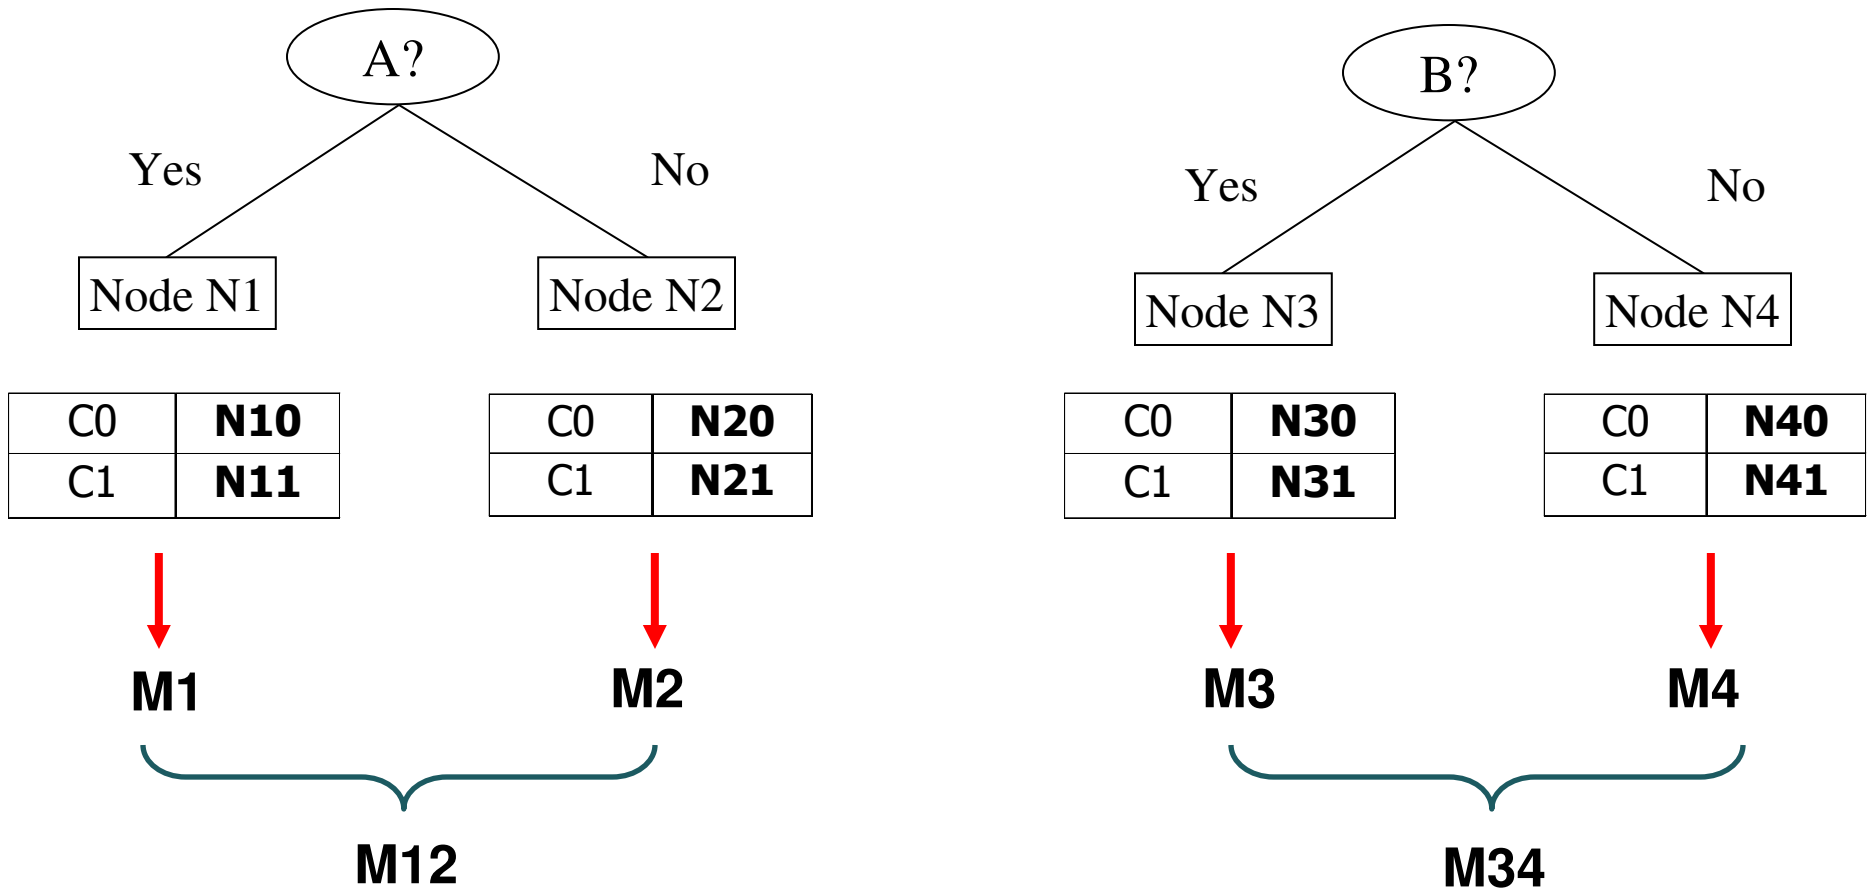 A?
B?
Yes
No
Yes
No
Node N1
Node N2
Node N3
Node N4
C0 N10
C1 N11
C0 N20
C1 N21
C0 N30
C1 N31
C0 N40
C1 N41
M1
M2
M3
M4
M12
M34